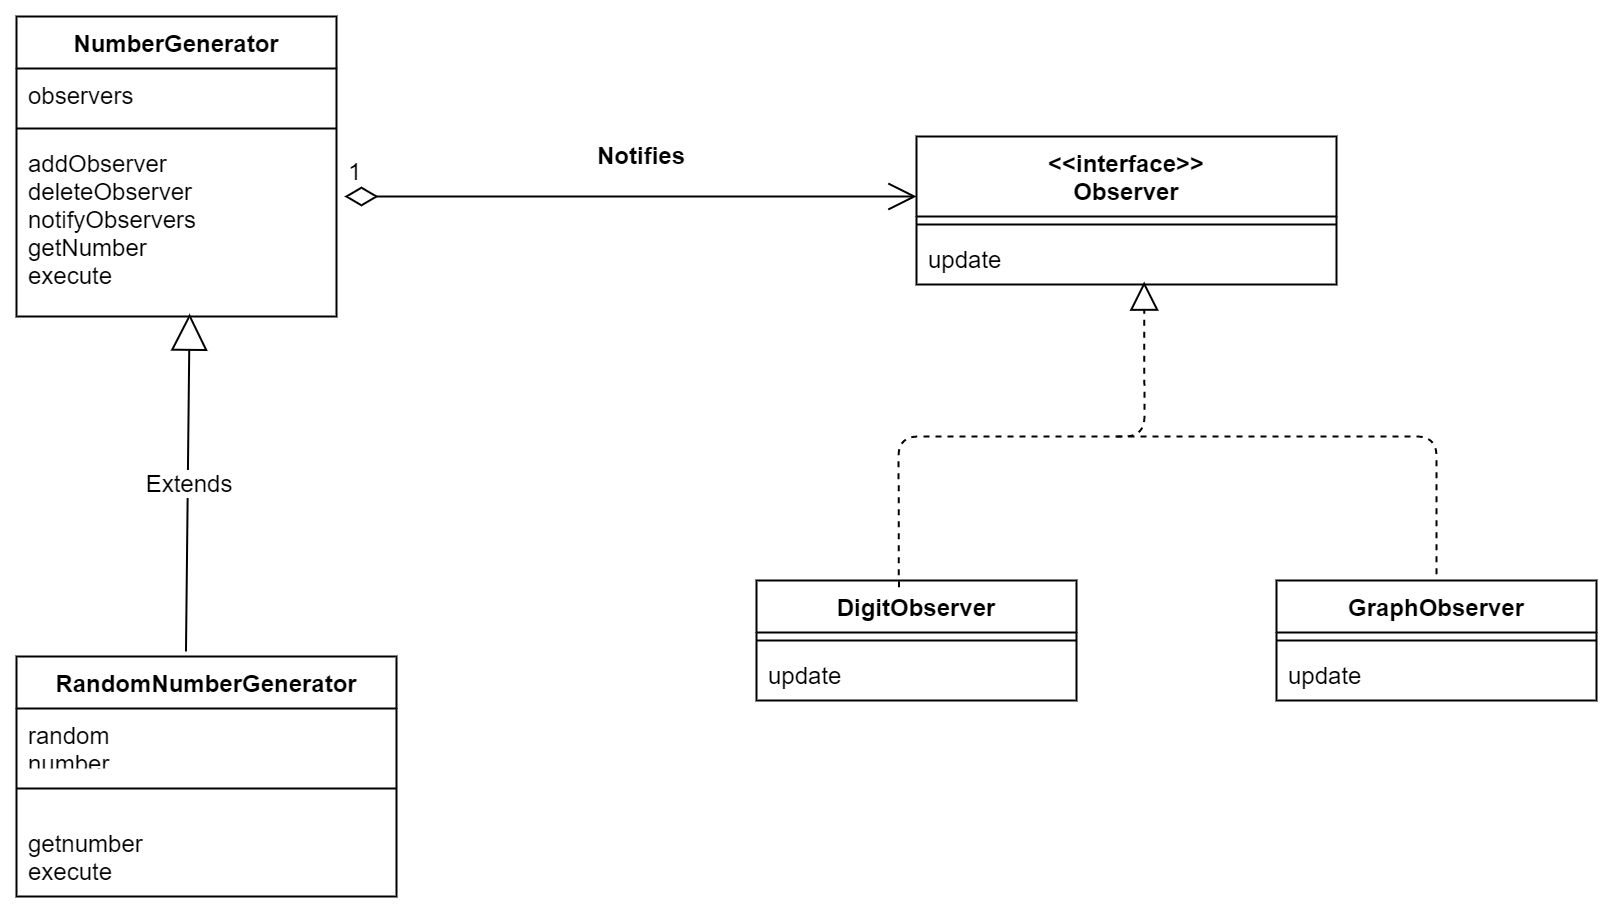 NumberGenerator
observers
addObserver
deleteObserver
notifyObservers
getNumber
execute
1
Notifies
<<interface>>
Observer
update
Extends
DigitObserver
update
GraphObserver
update
RandomNumberGenerator
random
number
getnumber
execute